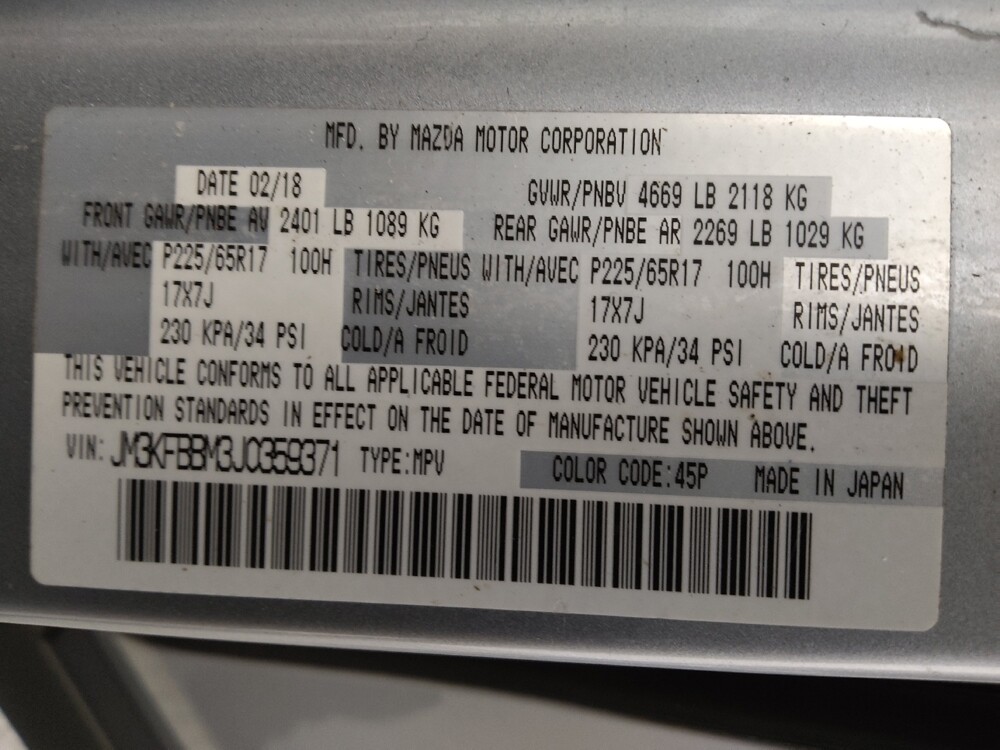 MFD. BY MAZDA MOTOR CORPORATION
DATE 02/18 GVWR/PNBV 4669 LB 2118 KG
FRONT GAWR/PNBE AV 2401 LB 1089 KG REAR GAWR/PNBE AR 2269 LB 1029 KG
WITH/AVEC P225/65R17 100H TIRES/PNEUS WITH/AVEC P225/65R17 100H TIRES/PNEUS
17X7J RIMS/JANTES 17X7J RIMS/JANTES
230 KPA/34 PSI COLD/A FROID 230 KPA/34 PSI COLD/A FROID
THIS VEHICLE CONFORMS TO ALL APPLICABLE FEDERAL MOTOR VEHICLE SAFETY AND THEFT
PREVENTION STANDARDS IN EFFECT ON THE DATE OF MANUFACTURE SHOWN ABOVE.
VIN: JM3KFBBM3J0359371 TYPE:MPV COLOR CODE:45P MADE IN JAPAN